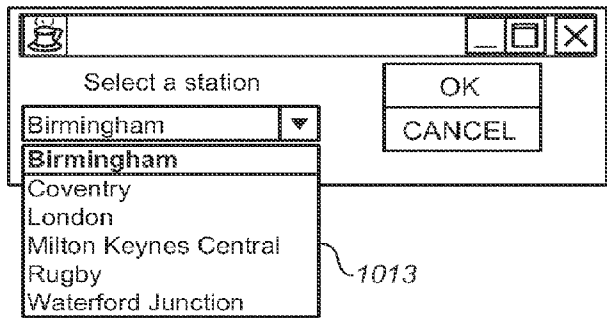 Select a station
OK
Birmingham
CANCEL
Birmingham
Coventry
London
Milton Keynes Central
Rugby
Waterford Junction
1013